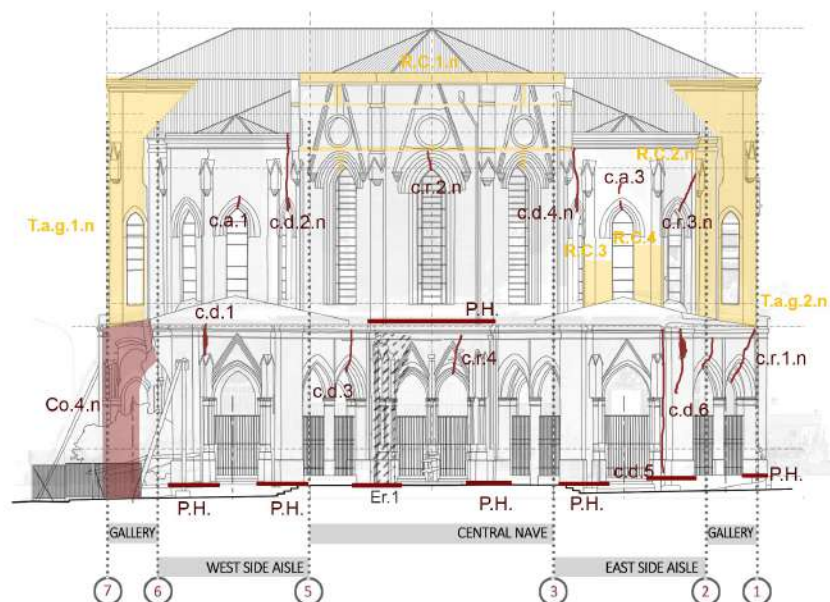 R.C.1.n
R.C.2.n
c.a.3
c.r.2.n
c.a.1
c.d.2.n
c.d.4.n
c.r.3.n
T.a.g.1.n
R.C.4
R.C.3
T.a.g.2.n
P.H.
c.d.1
c.r.4
c.r.1.n
c.d.3
Co.4.n
c.d.6
c.d.5
P.H.
P.H.
P.H.
Er.1
P.H.
P.H.
GALLERY
CENTRAL NAVE
GALLERY
WEST SIDE AISLE
EAST SIDE AISLE
7 6 5 3 2 1